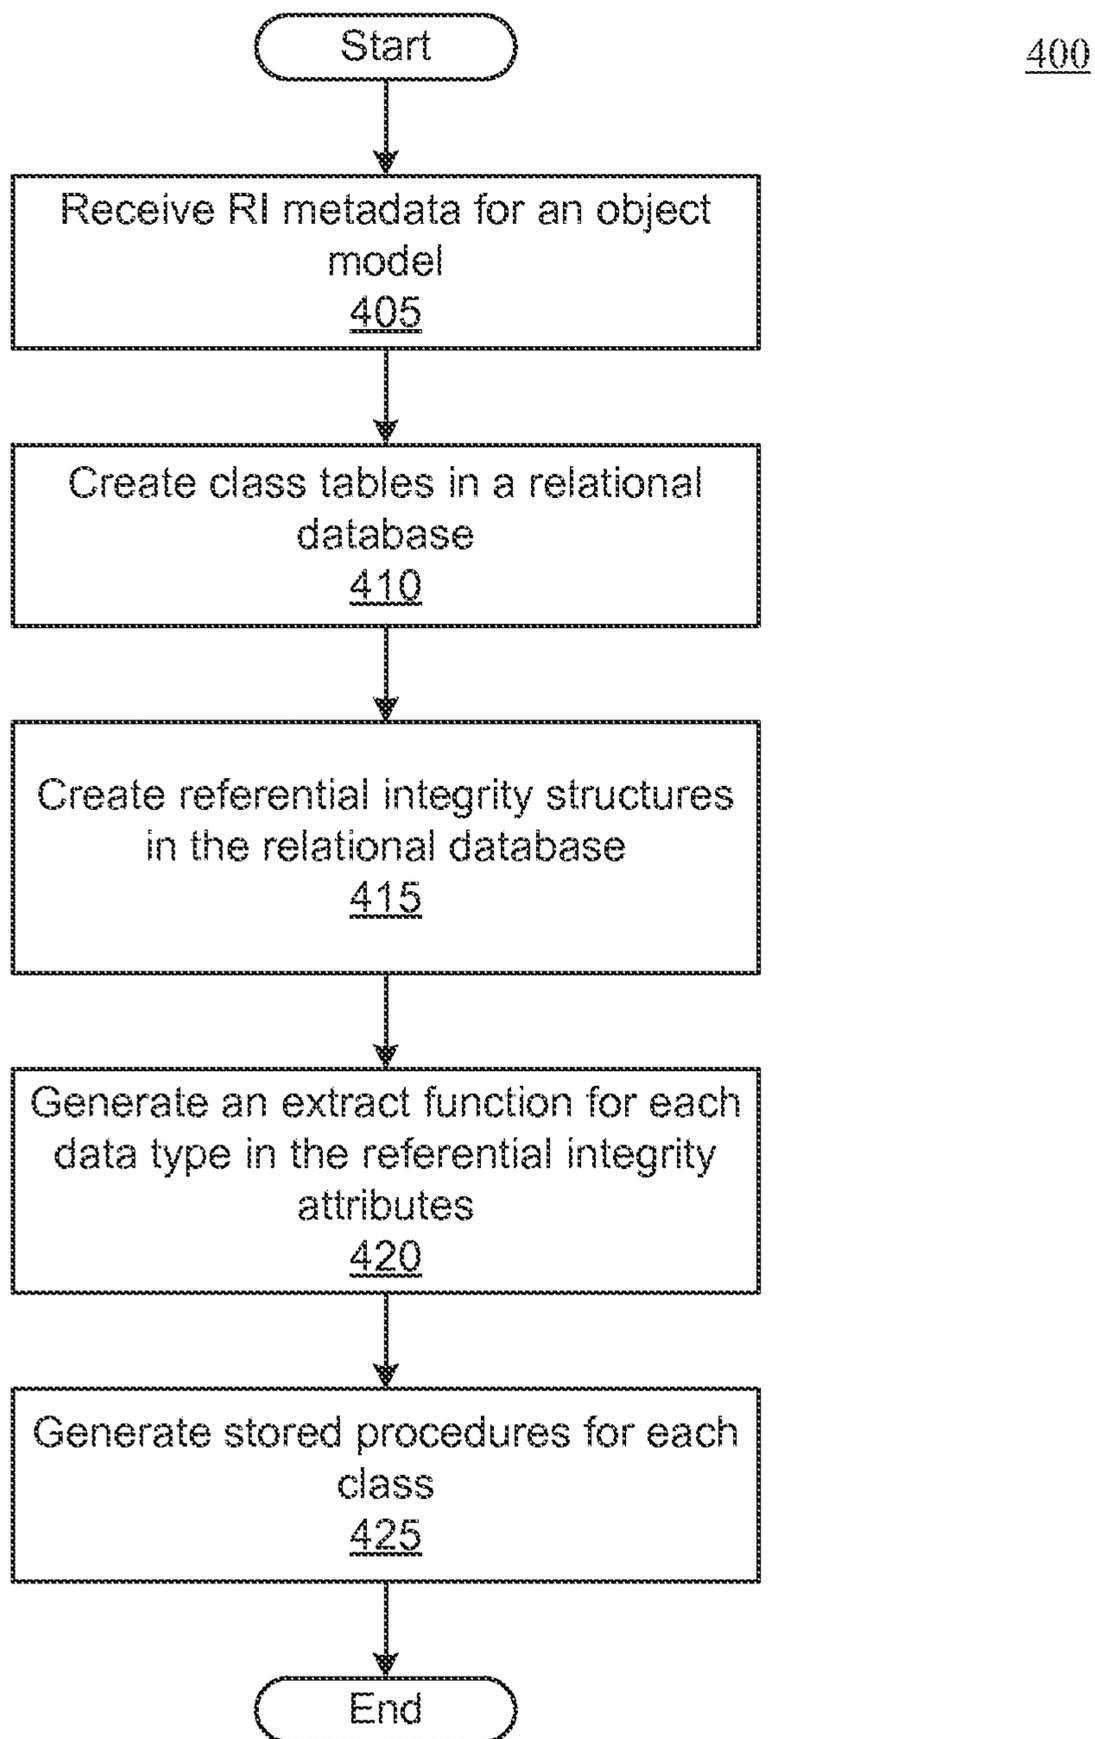 Start
400
Receive RI metadata for an object
model
405
Create class tables in a relational
database
410
Create referential integrity structures
in the relational database
415
Generate an extract function for each
data type in the referential integrity
attributes
420
Generate stored procedures for each
class
425
End